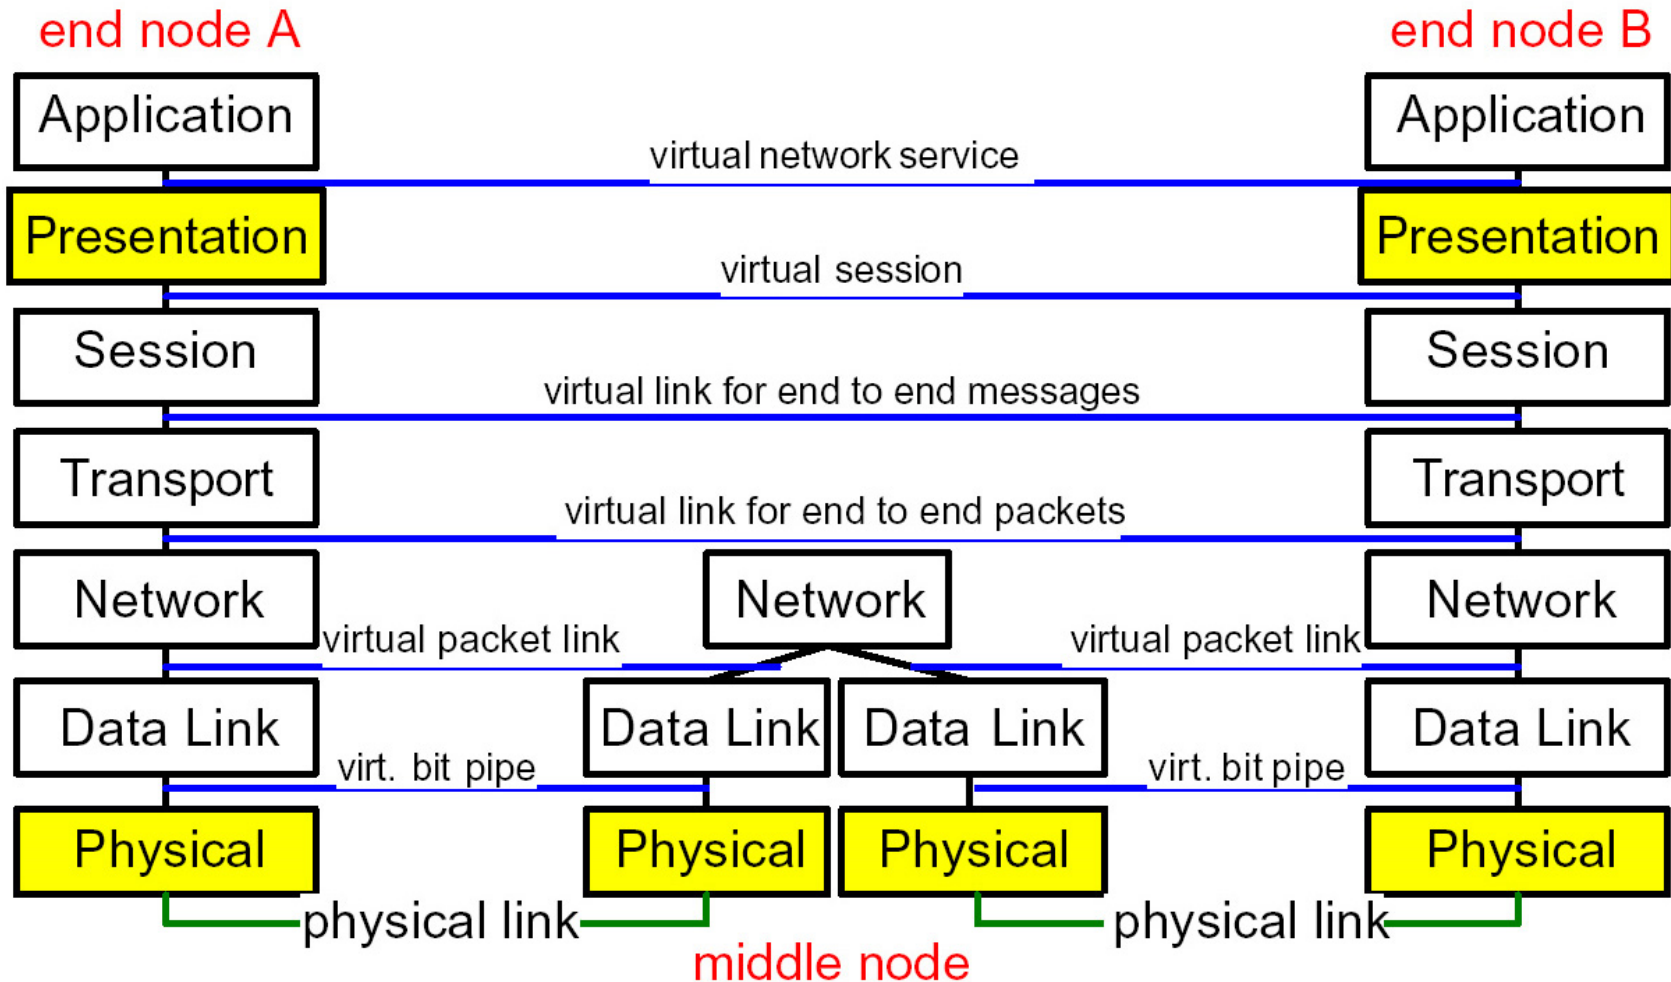 end node A
end node B
Application
Application
virtual network service
Presentation
Presentation
virtual session
Session
Session
virtual link for end to end messages
Transport
Transport
virtual link for end to end packets
Network
Network
Network
virtual packet link
virtual packet link
Data Link
Data Link
Data Link
Data Link
virt. bit pipe
virt. bit pipe
Physical
Physical
Physical
Physical
physical link
physical link
middle node